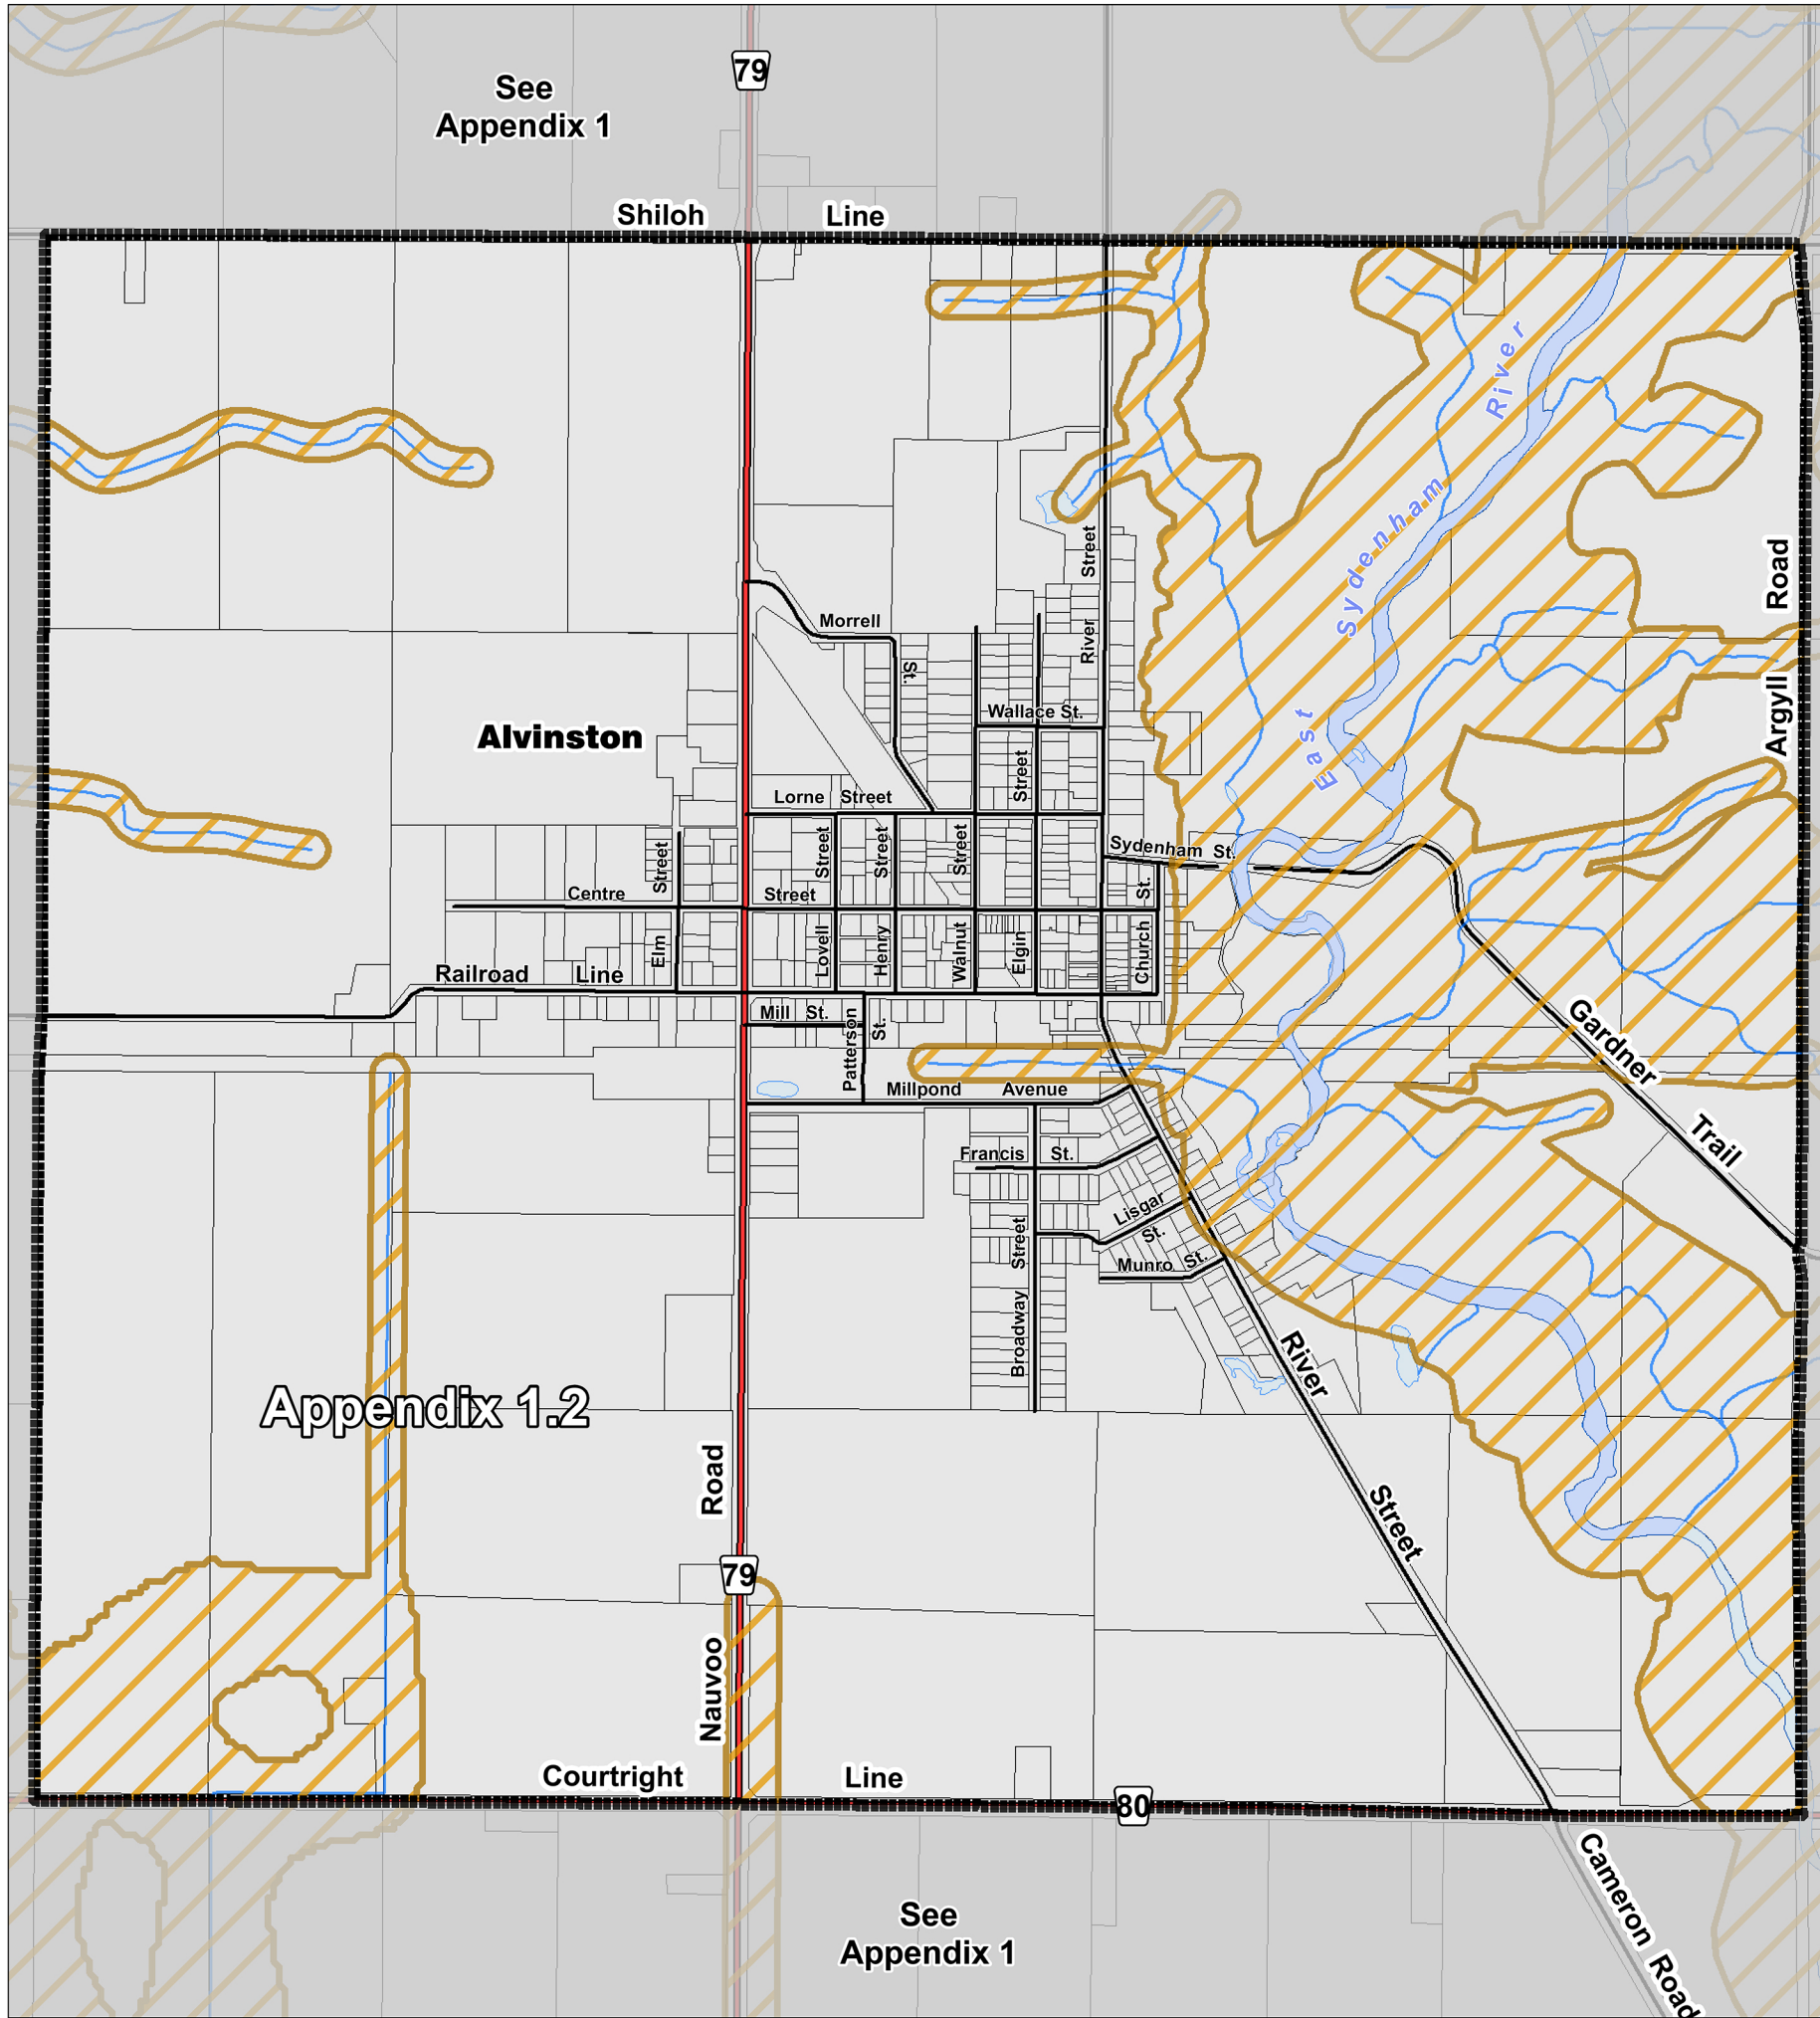 79
See
Appendix 1
Shiloh Line
River
Sydenham
East
Street
River
Road
Argyll
Morrell
St.
Wallace St.
Alvinston
Street
Lorne Street
Sydenham St.
Street
Street
Street
Street
St.
Centre Street
Elm
Lovell
Henry
Walnut
Elgin
Church
Railroad Line
Mill St.
Patterson
St.
Gardner
Trail
Millpond Avenue
Francis St.
Lisgar
St.
Munro St.
Street
Broadway
River
Street
Appendix 1.2
Road
79
Nauvoo
Courtright Line
80
Cameron Road
See
Appendix 1